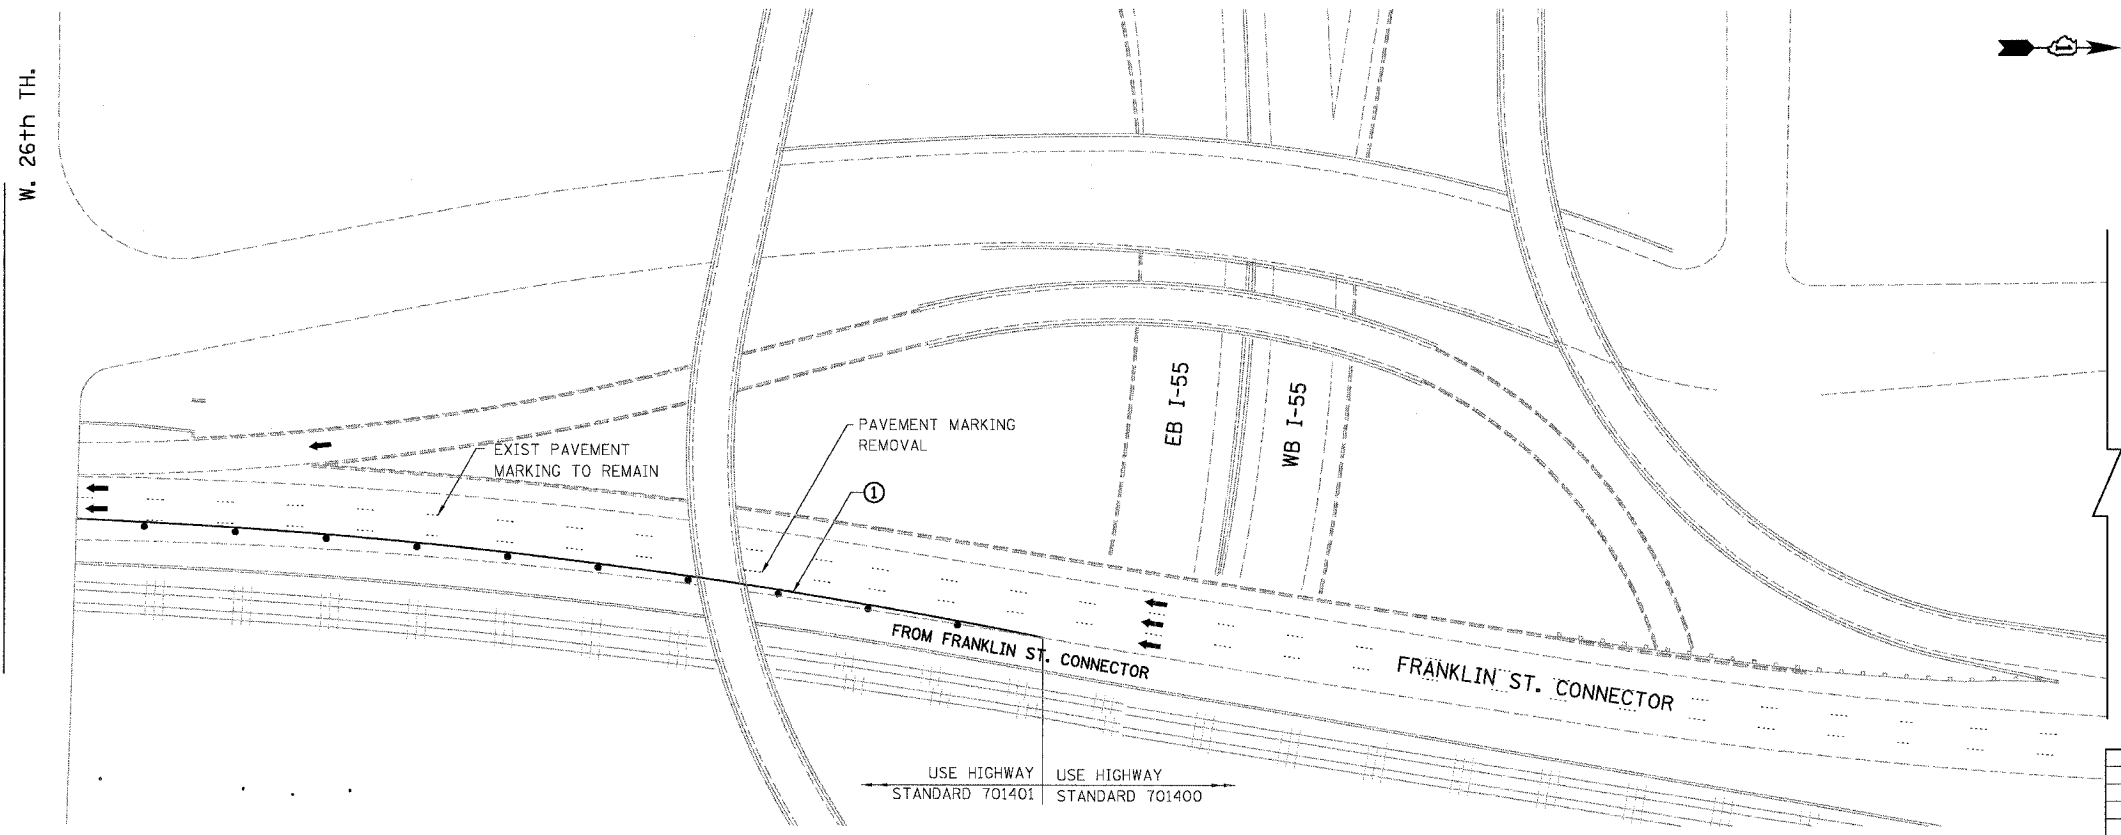 W. 26th TH.
EXIST PAVEMENT
MARKING TO REMAIN
PAVEMENT MARKING
REMOVAL
1
EB I-55
WB I-55
FROM FRANKLIN ST. CONNECTOR
FRANKLIN ST. CONNECTOR
USE HIGHWAY
STANDARD 701401
USE HIGHWAY
STANDARD 701400